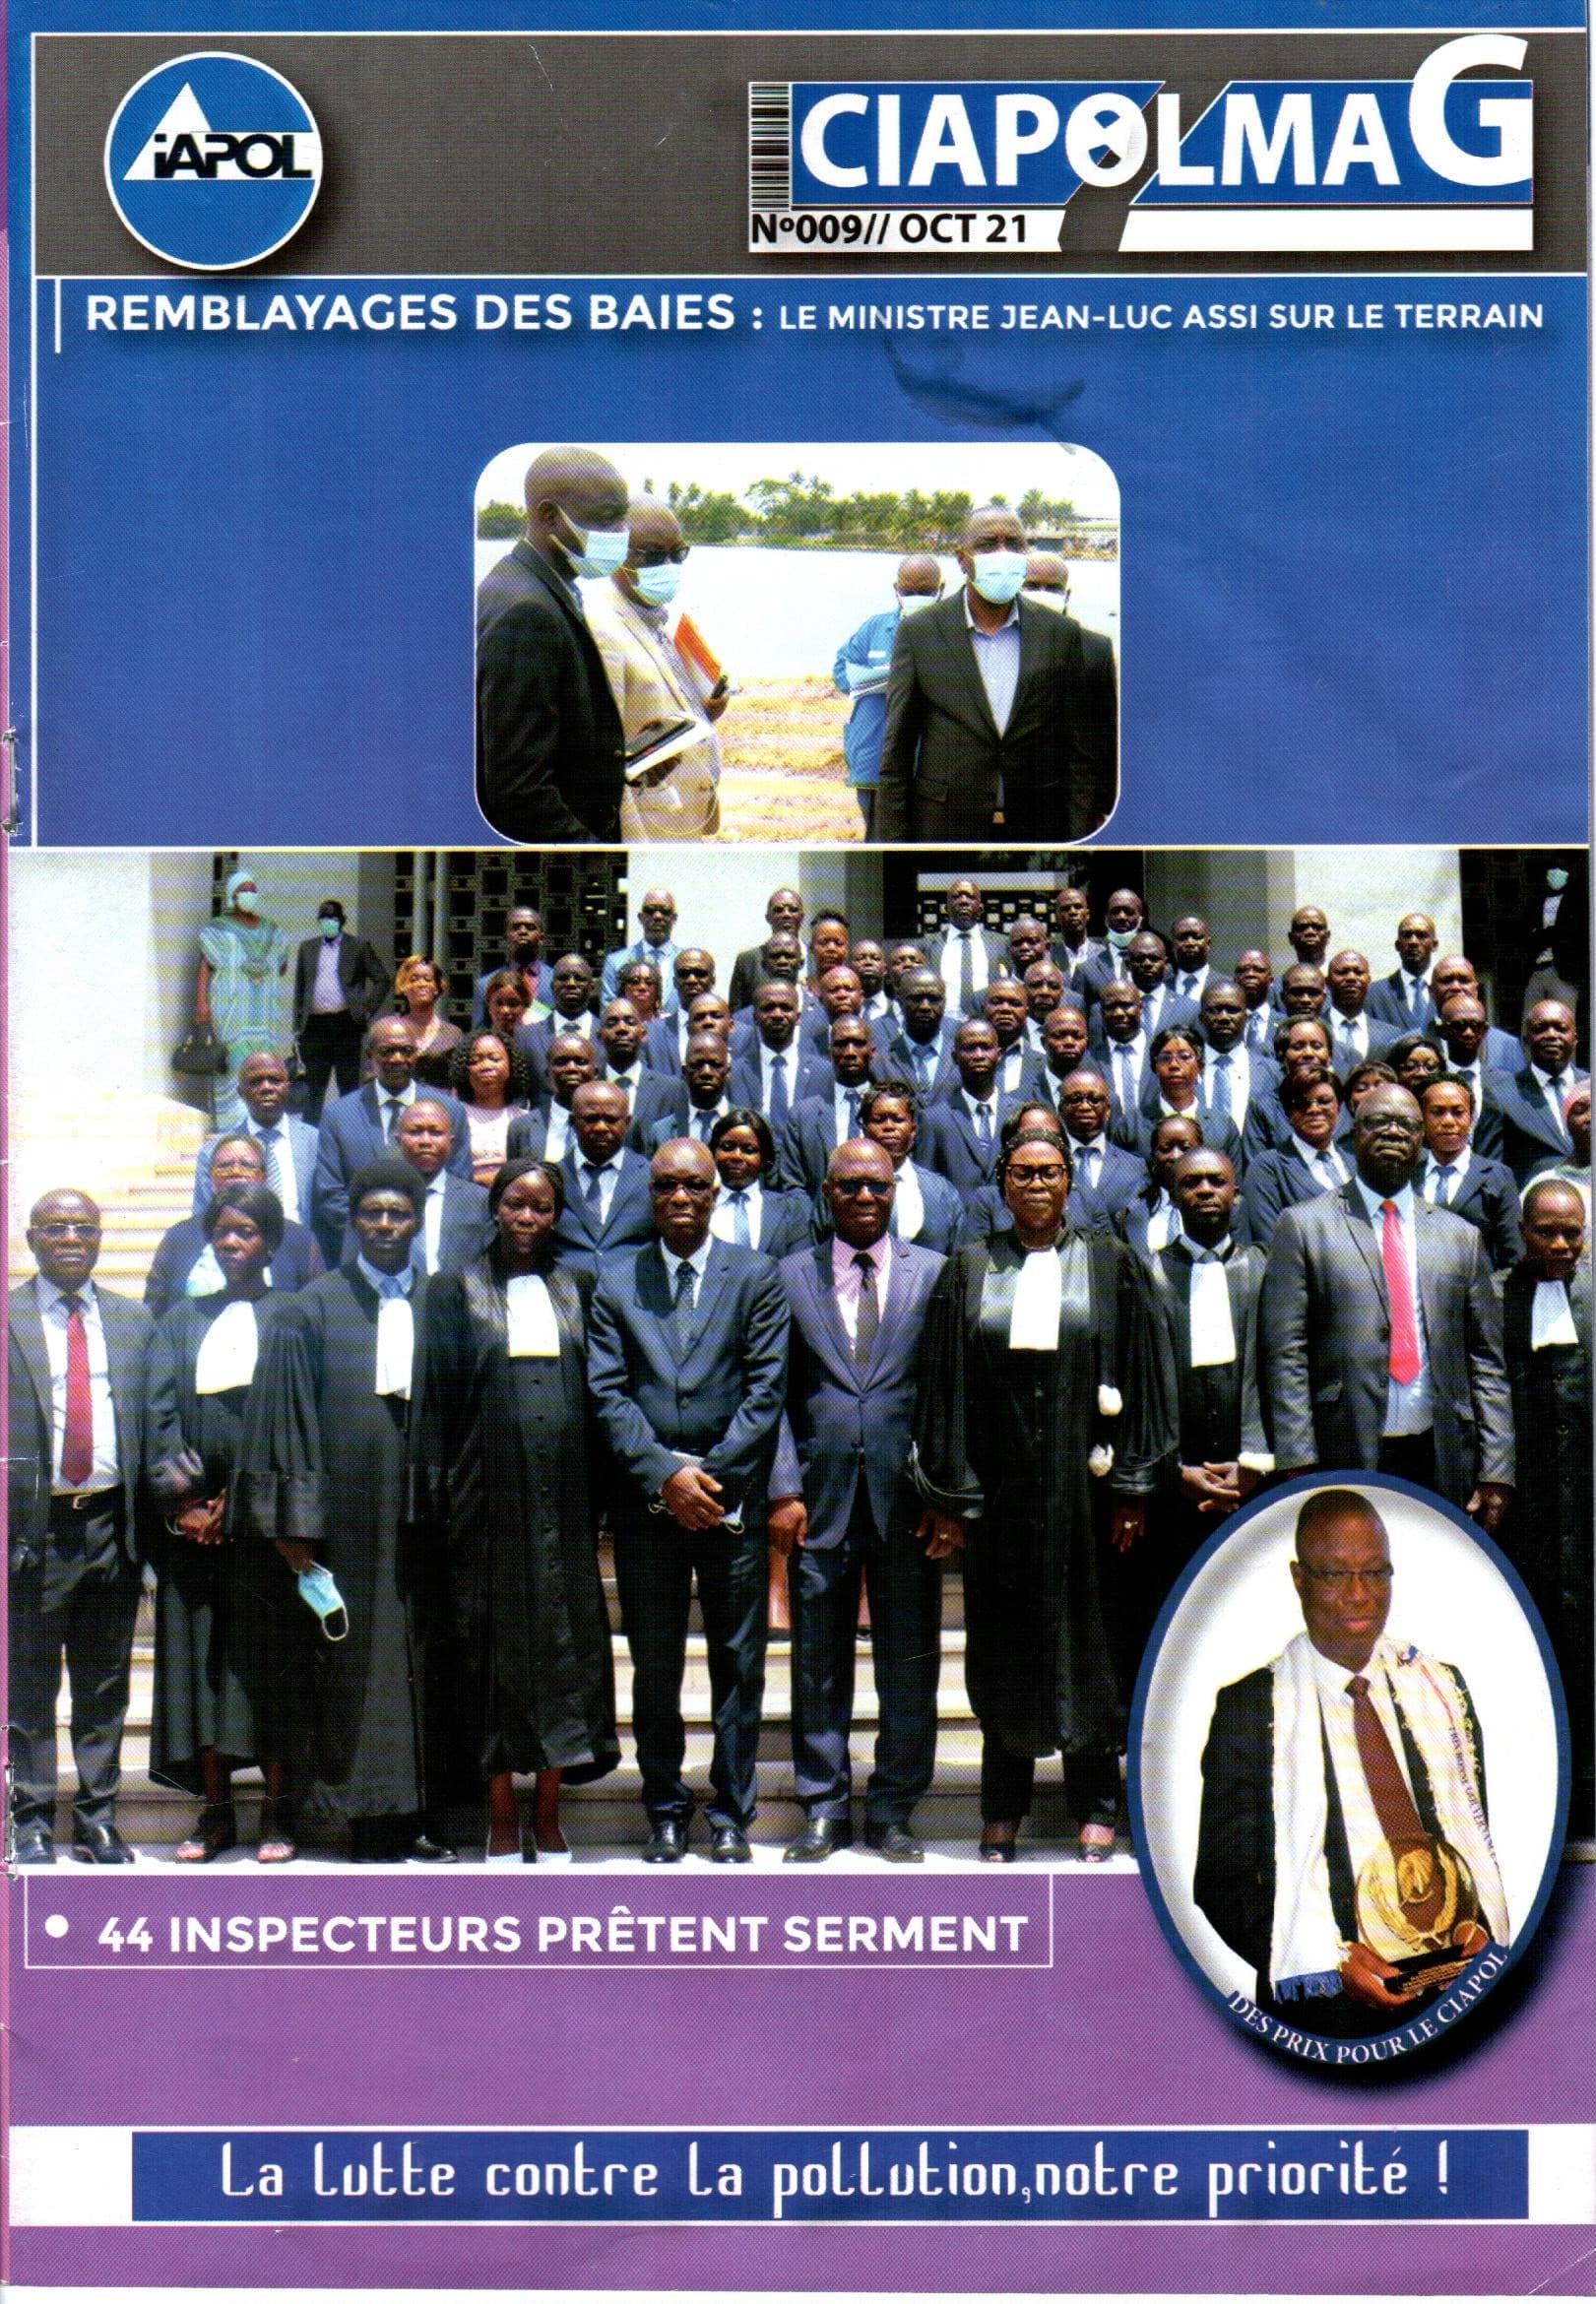 iAPOL
CIAPOLMAG
Nº009// OCT 21
REMBLAYAGES DES BAIES : LE MINISTRE JEAN-LUC ASSI SUR LE TERRAIN
• 44 INSPECTEURS PRÊTENT SERMENT
DES PRIX POUR LE CIAPOL
La lutte contre la pollution,notre priorité !